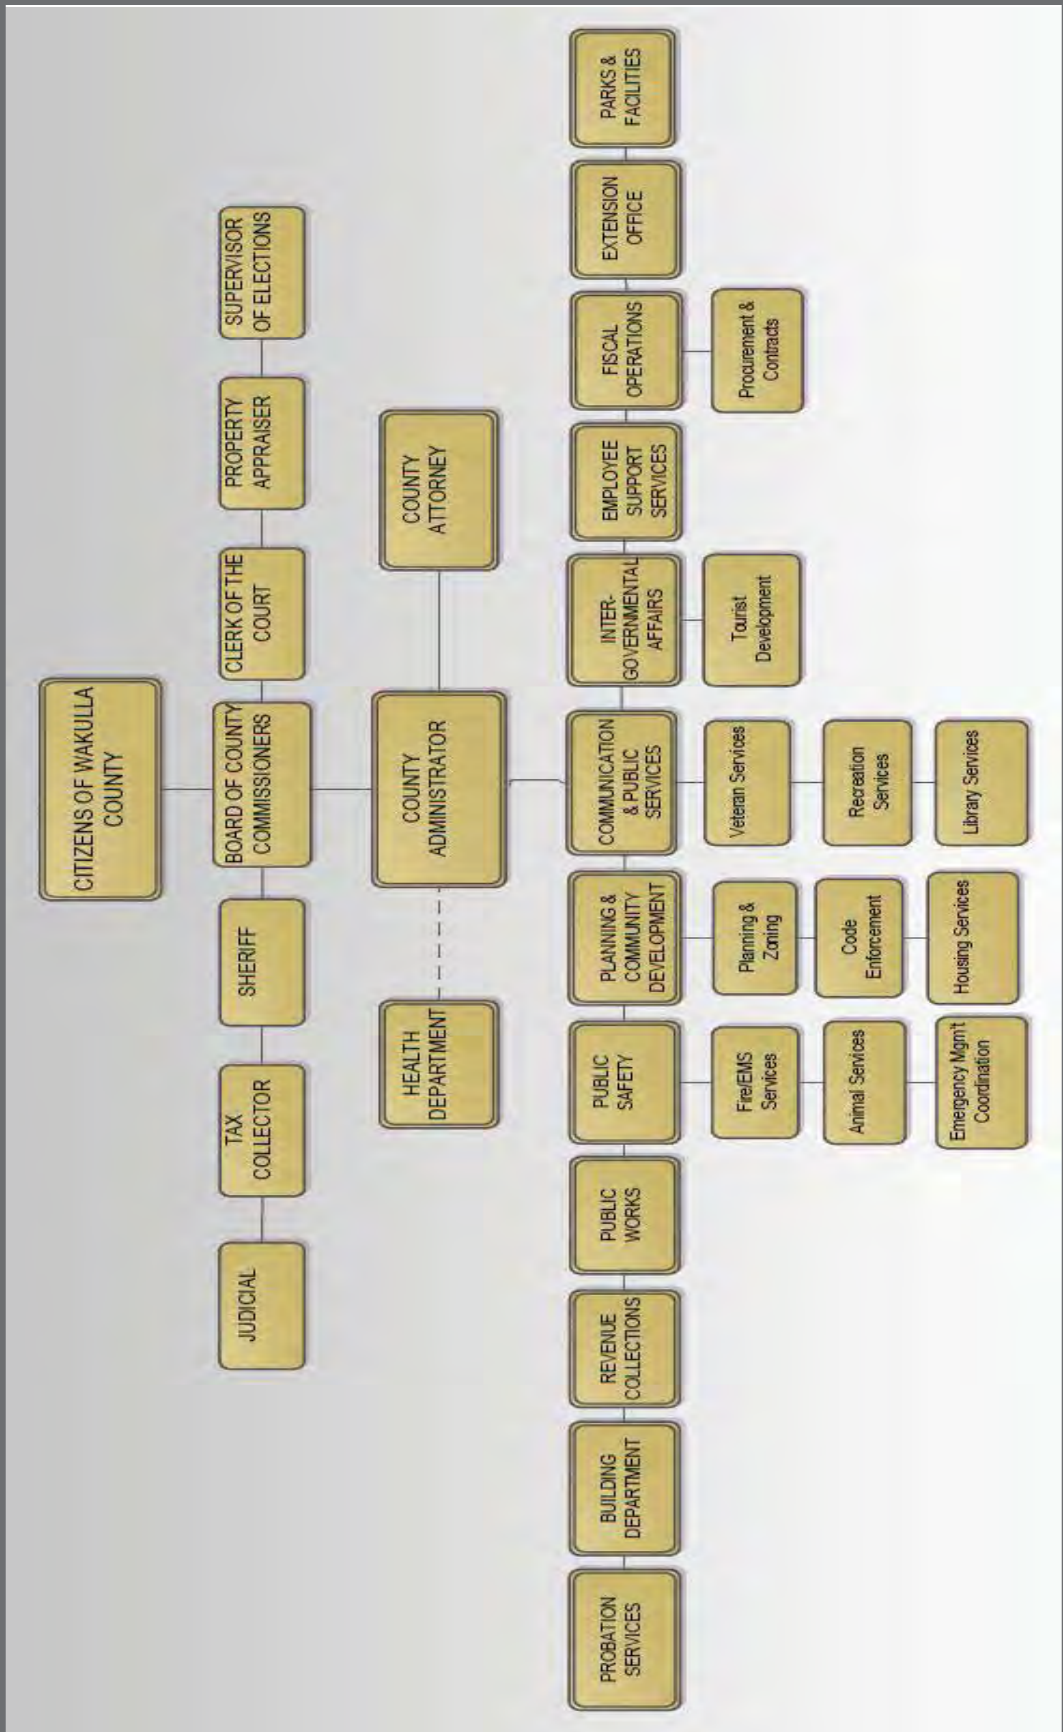 CITIZENS OF WAKULLA
COUNTY
JUDICIAL
TAX
COLLECTOR
SHERIFF
BOARD OF COUNTY
COMMISSIONERS
CLERK OF THE
COURT
PROPERTY
APPRAISER
SUPERVISOR
OF ELECTIONS
HEALTH
DEPARTMENT
COUNTY
ADMINISTRATOR
COUNTY
ATTORNEY
PROBATION
SERVICES
BUILDING
DEPARTMENT
REVENUE
COLLECTIONS
PUBLIC
WORKS
PUBLIC
SAFETY
PLANNING &
COMMUNITY
DEVELOPMENT
COMMUNICATION
& PUBLIC
SERVICES
INTER-
GOVERNMENTAL
AFFAIRS
EMPLOYEE
SUPPORT
SERVICES
FISCAL
OPERATIONS
EXTENSION
OFFICE
PARKS &
FACILITIES
Fire/EMS
Services
Animal Services
Emergency Mgm't
Coordination
Planning &
Zoning
Code
Enforcement
Housing Services
Veteran Services
Recreation
Services
Library Services
Tourist
Development
Procurement &
Contracts